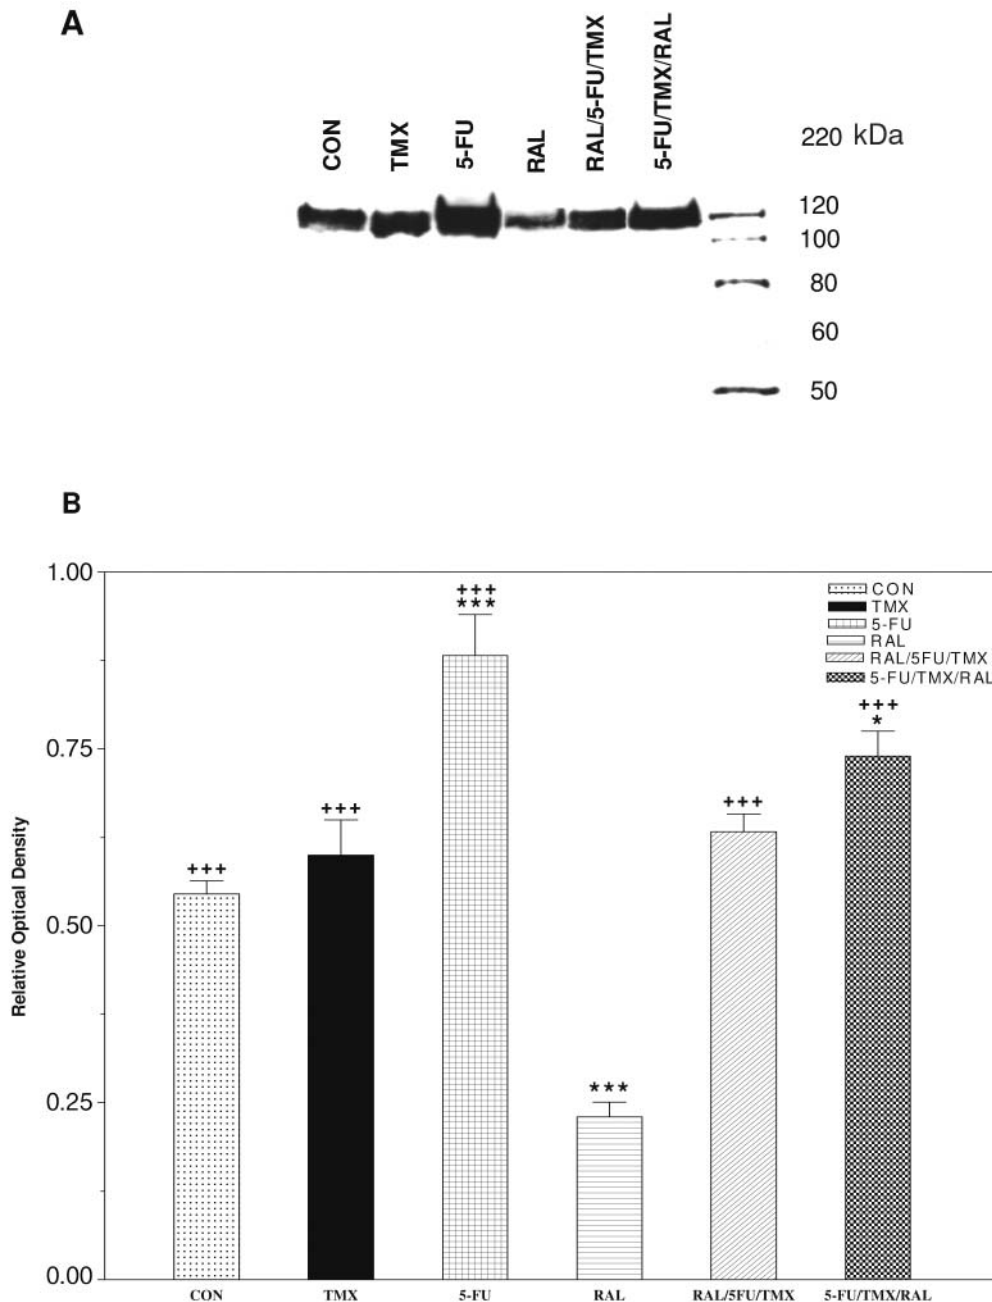 A
CON
TMX
5-FU
RAL
RAL/5-FU/TMX
5-FU/TMX/RAL
220 kDa
120
100
80
60
50
B
1.00
0.75
0.50
0.25
0.00
Relative Optical Density
+++
+++
+++
***
***
+++
+++
*
CON
TMX
5-FU
RAL
RAL/5FU/TMX
5-FU/TMX/RAL
CON
TMX
5-FU
RAL
RAL/5FU/TMX
5-FU/TMX/RAL